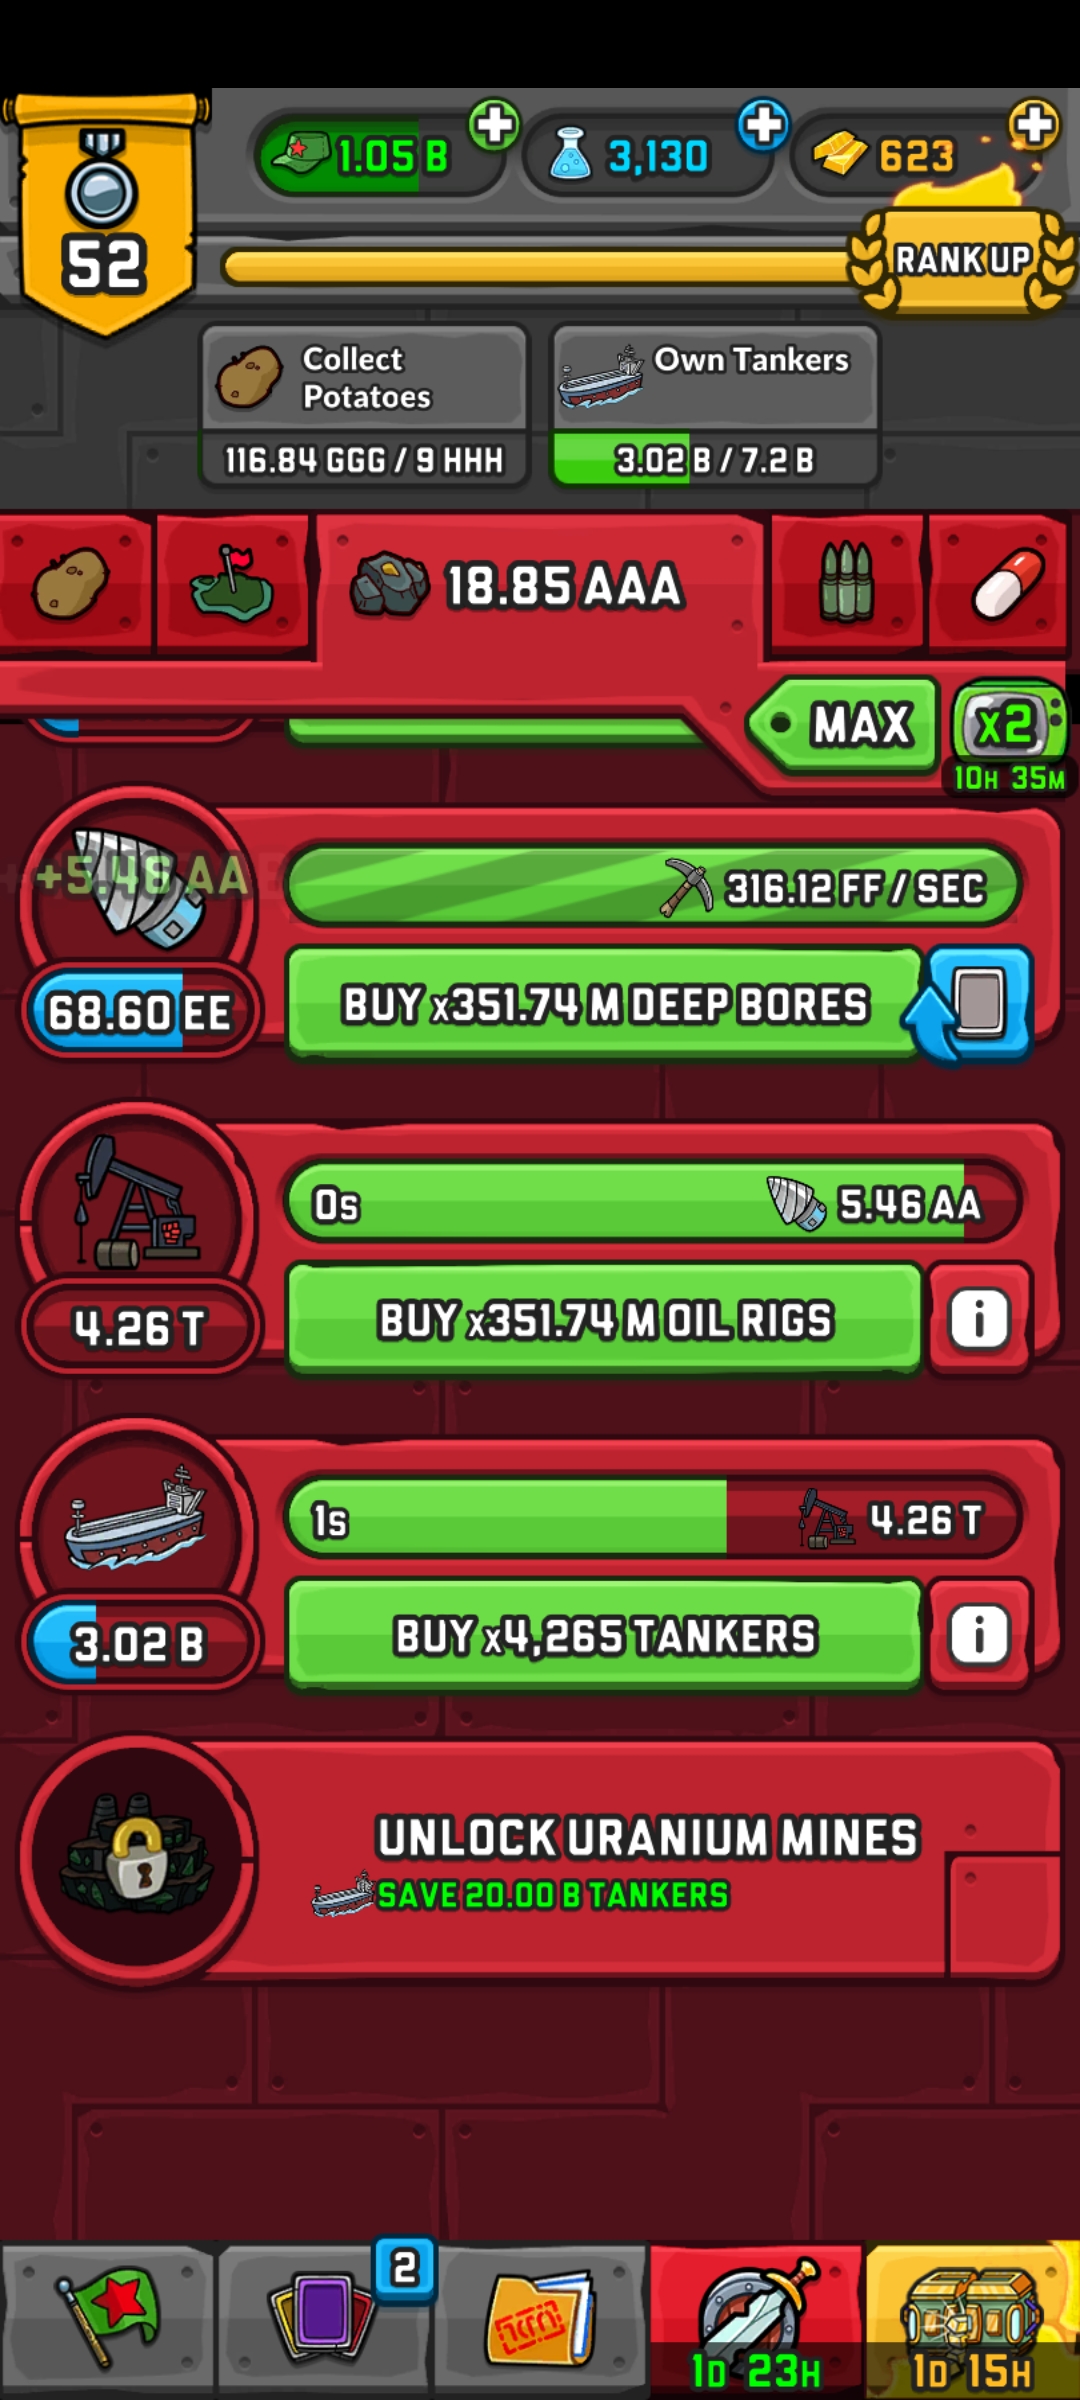 1.05 B
3,130
623
52
RANK UP
Collect
Potatoes
Own Tankers
116.84 GGG / 9 HHH
3.02 B / 7.2 B
18.85 AAA
MAX
X2
10H 35M
+5.46 AA
316.12 FF / SEC
68.60 EE
BUY x351.74 M DEEP BORES
0s
5.46 AA
4.26 T
BUY x351.74 M OIL RIGS
1s
4.26 T
3.02 B
BUY x4,265 TANKERS
UNLOCK URANIUM MINES
SAVE 20.00 B TANKERS
2
1D 23H
1D 15H